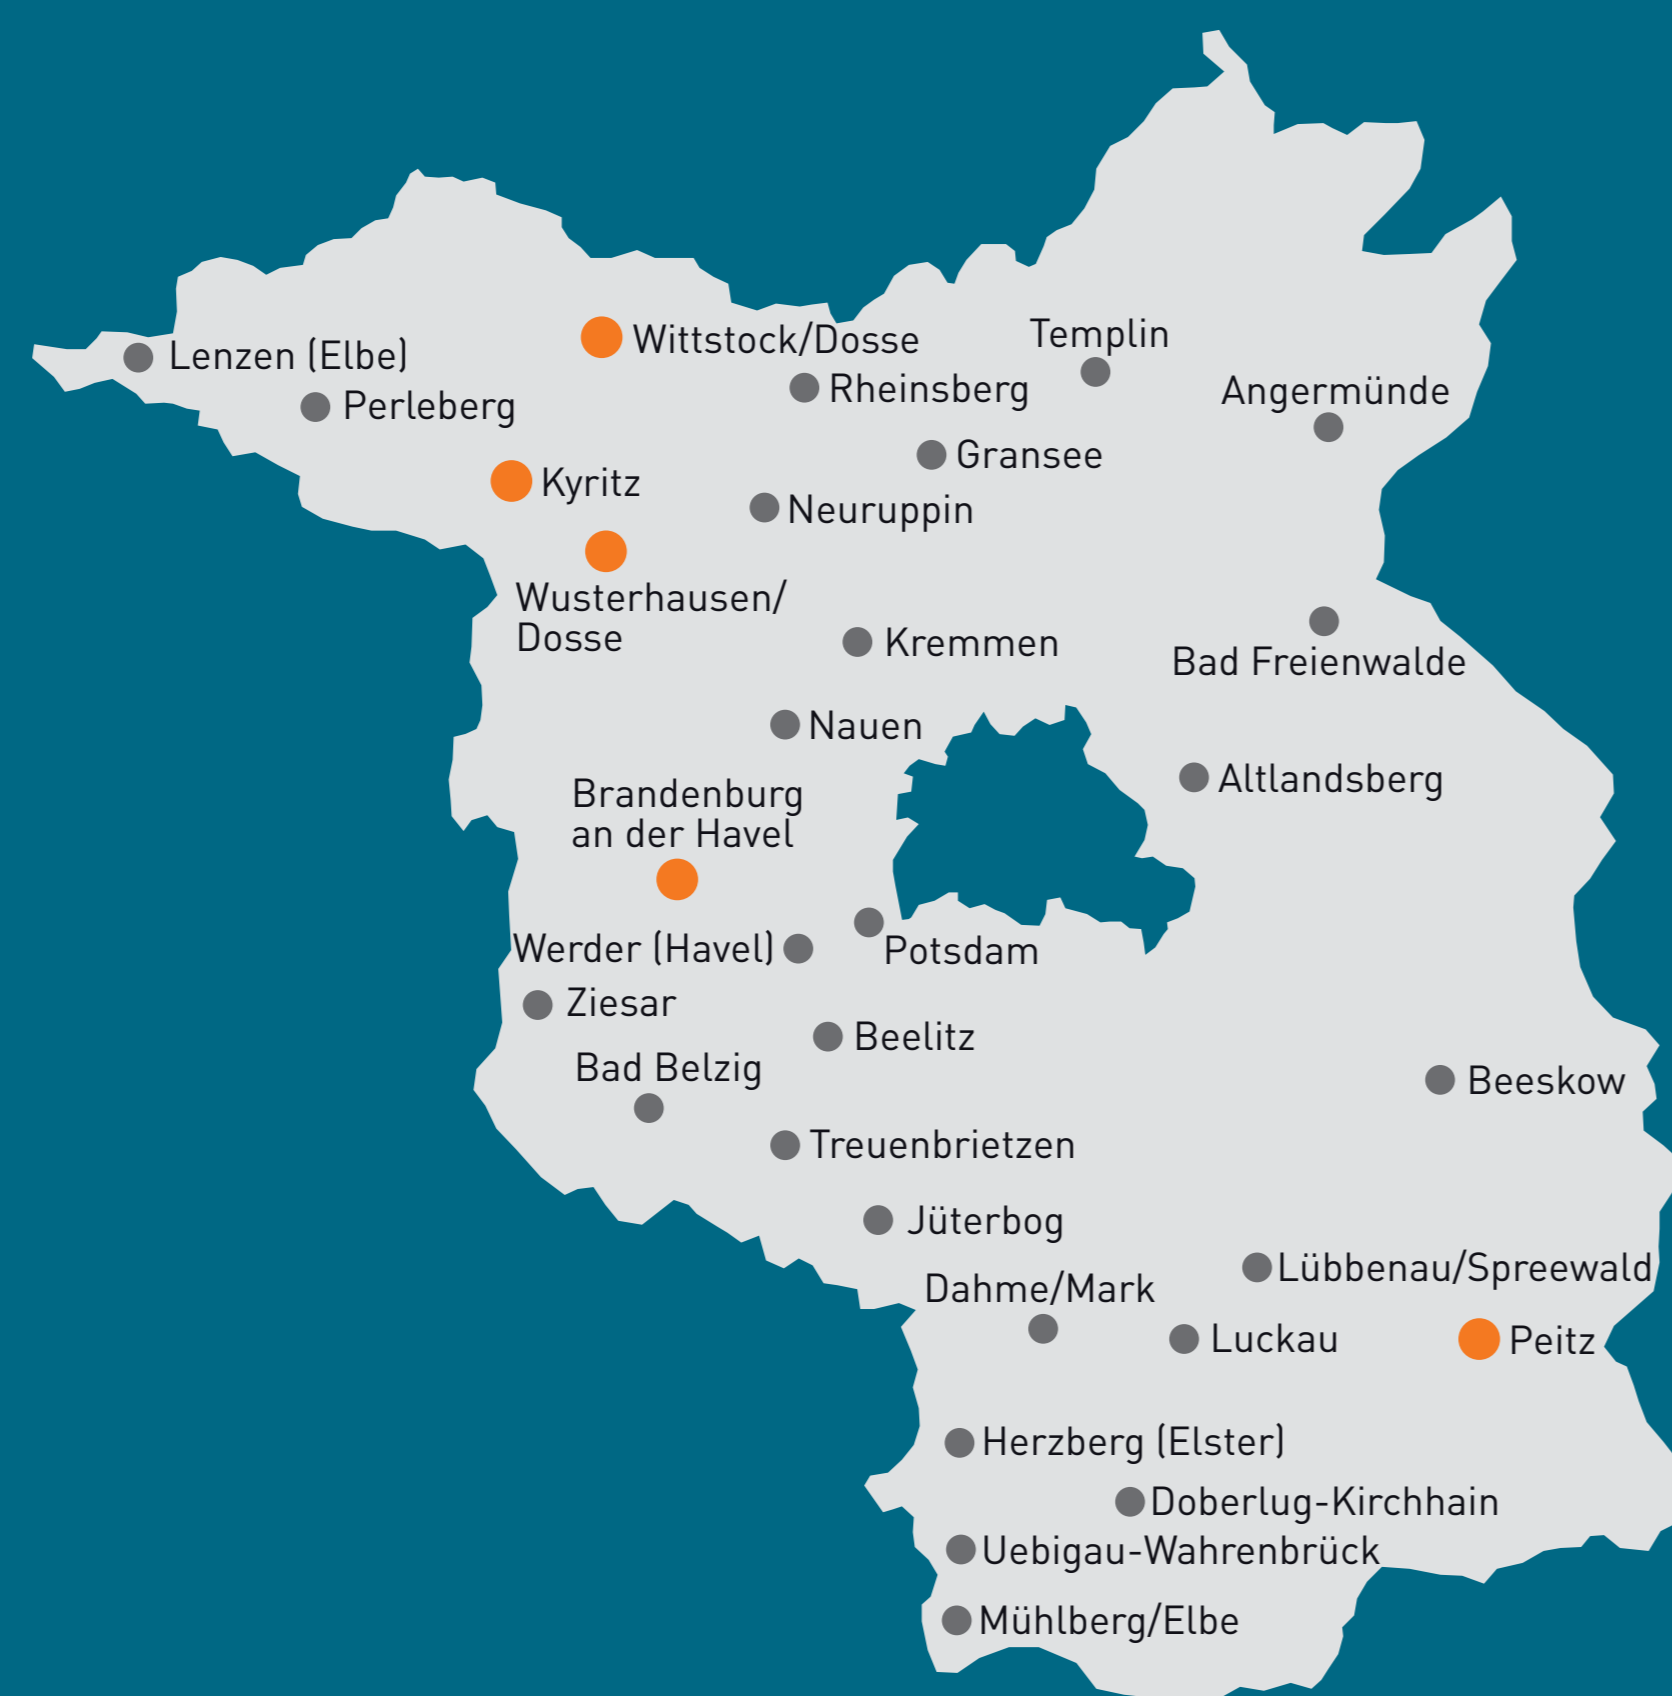 Templin
Wittstock/Dosse
Lenzen (Elbe)
Rheinsberg
Angermünde
Perleberg
Gransee
Kyritz
Neuruppin
Wusterhausen/
Dosse
Kremmen
Bad Freienwalde
Nauen
Altlandsberg
Brandenburg
an der Havel
Werder (Havel)
Potsdam
Ziesar
Beelitz
Bad Belzig
Beeskow
Treuenbrietzen
Jüterbog
Lübbenau/Spreewald
Dahme/Mark
Luckau
Peitz
Herzberg (Elster)
Doberlug-Kirchhain
Uebigau-Wahrenbrück
Mühlberg/Elbe